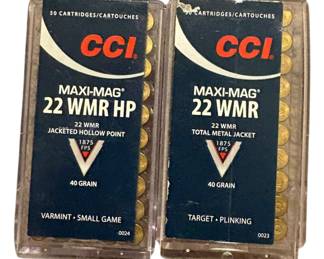 50 CARTRIDGES/CARTOUCHES
CCI
MAXI-MAG®
22 WMR HP
22 WMR
JACKETED HOLLOW POINT
1875
FPS
40 GRAIN
VARMINT • SMALL GAME
0024
CARTRIDGES/CARTOUCHES
CCI
MAXI-MAG®
22 WMR
22 WMR
TOTAL METAL JACKET
1875
FPS
40 GRAIN
TARGET • PLINKING
0023